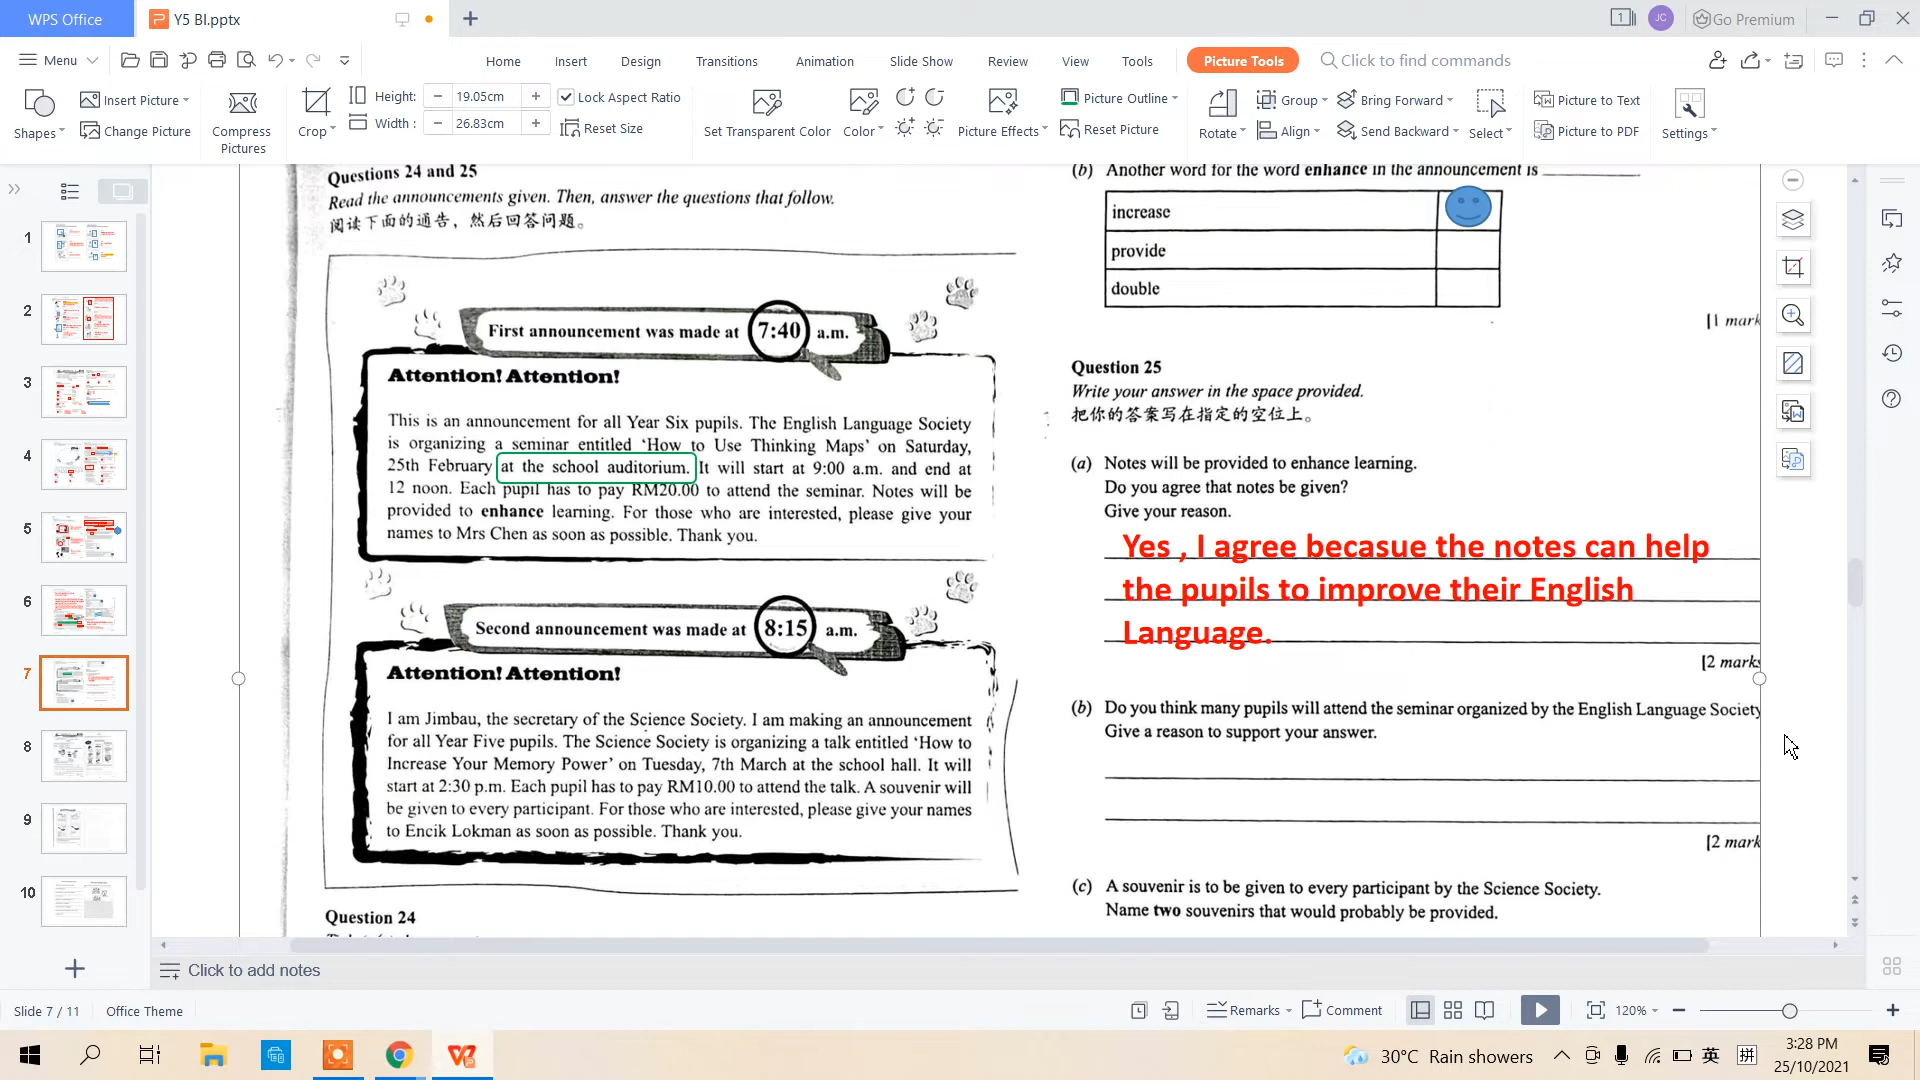 WPS Office
Y5 BI.pptx
1
JC
Go Premium
Menu
Home
Insert
Design
Transitions
Animation
Slide Show
Review
View
Tools
Picture Tools
Click to find commands
Shapes
Insert Picture
Change Picture
Compress
Pictures
Crop
Height:
19.05cm
Width :
26.83cm
Lock Aspect Ratio
Reset Size
Set Transparent Color
Color
Picture Effects
Picture Outline
Reset Picture
Rotate
Group
Align
Bring Forward
Send Backward
Select
Picture to Text
Picture to PDF
Settings
1
2
3
4
5
6
7
8
9
10
Questions 24 and 25
Read the announcements given. Then, answer the questions that follow.
阅读下面的通告，然后回答问题。
First announcement was made at 7:40 a.m.
Attention! Attention!
This is an announcement for all Year Six pupils. The English Language Society
is organizing a seminar entitled ‘How to Use Thinking Maps’ on Saturday,
25th February at the school auditorium. It will start at 9:00 a.m. and end at
12 noon. Each pupil has to pay RM20.00 to attend the seminar. Notes will be
provided to enhance learning. For those who are interested, please give your
names to Mrs Chen as soon as possible. Thank you.
Second announcement was made at 8:15 a.m.
Attention! Attention!
I am Jimbau, the secretary of the Science Society. I am making an announcement
for all Year Five pupils. The Science Society is organizing a talk entitled ‘How to
Increase Your Memory Power’ on Tuesday, 7th March at the school hall. It will
start at 2:30 p.m. Each pupil has to pay RM10.00 to attend the talk. A souvenir will
be given to every participant. For those who are interested, please give your names
to Encik Lokman as soon as possible. Thank you.
Question 24
(b) Another word for the word enhance in the announcement is
increase
provide
double
[1 mark
Question 25
Write your answer in the space provided.
把你的答案写在指定的空位上。
(a) Notes will be provided to enhance learning.
Do you agree that notes be given?
Give your reason.
Yes , I agree becasue the notes can help
the pupils to improve their English
Language.
[2 marks
(b) Do you think many pupils will attend the seminar organized by the English Language Society
Give a reason to support your answer.
[2 mark
(c) A souvenir is to be given to every participant by the Science Society.
Name two souvenirs that would probably be provided.
Click to add notes
Slide 7 / 11
Office Theme
Remarks
Comment
120%
30°C Rain showers
英
拼
3:28 PM
25/10/2021